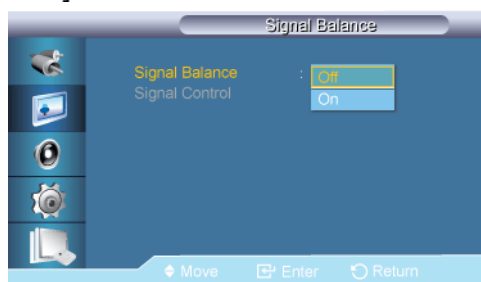 Signal Balance
Signal Balance : Off
Signal Control On
Move Enter Return